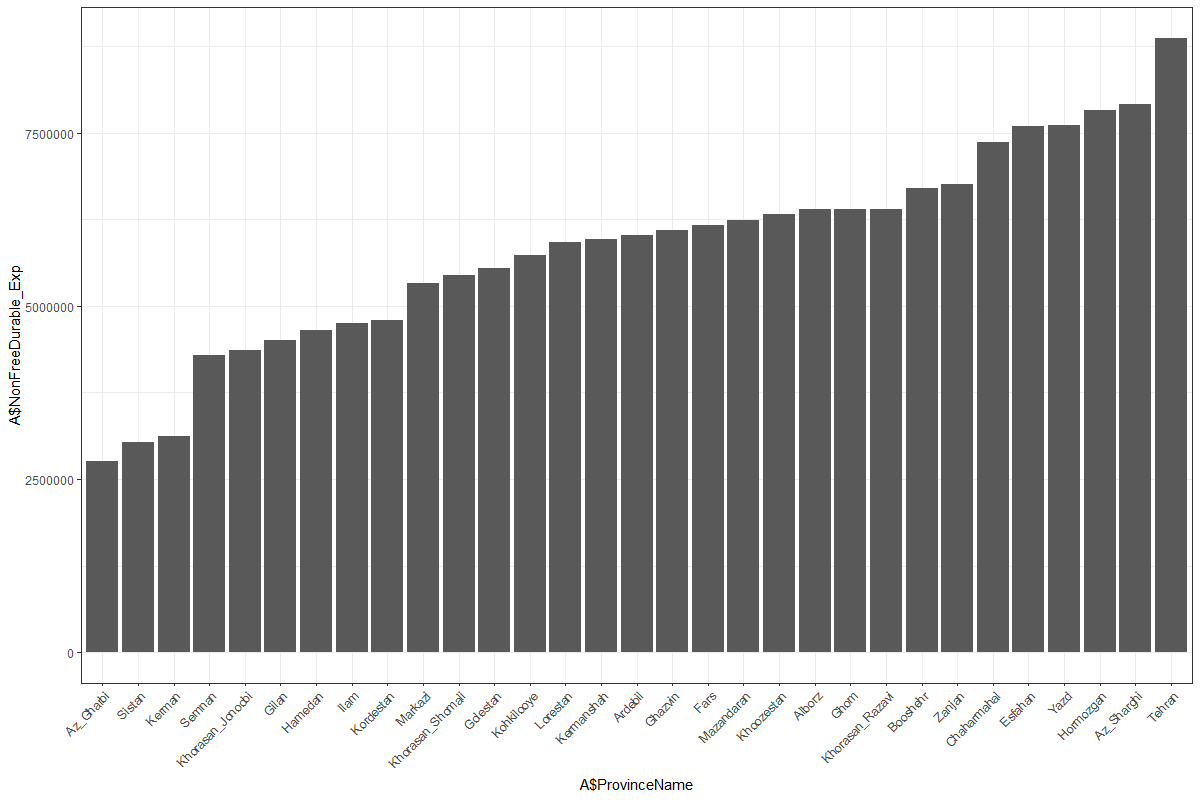 A$NonFreeDurable_Exp
7500000
5000000
2500000
0
Az_Gharbi
Sistan
Kerman
Semnan
Khorasan_Jonoobi
Gilan
Hamedan
Ilam
Kordestan
Markazi
Khorasan_Shomali
Golestan
Kohkilooye
Lorestan
Kermanshah
Ardebil
Ghazvin
Fars
Mazandaran
Khoozestan
Alborz
Ghom
Khorasan_Razavi
Booshehr
Zanjan
Chaharmahal
Esfahan
Yazd
Hormozgan
Az_Sharghi
Tehran
A$ProvinceName